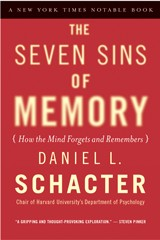 A NEW YORK TIMES NOTABLE BOOK
THE
SEVEN SINS
OF
MEMORY
( How the Mind Forgets and Remembers )
DANIEL L.
SCHACTER
Chair of Harvard University's Department of Psychology
"A GRIPPING AND THOUGHT-PROVOKING EXPLORATION." — STEVEN PINKER